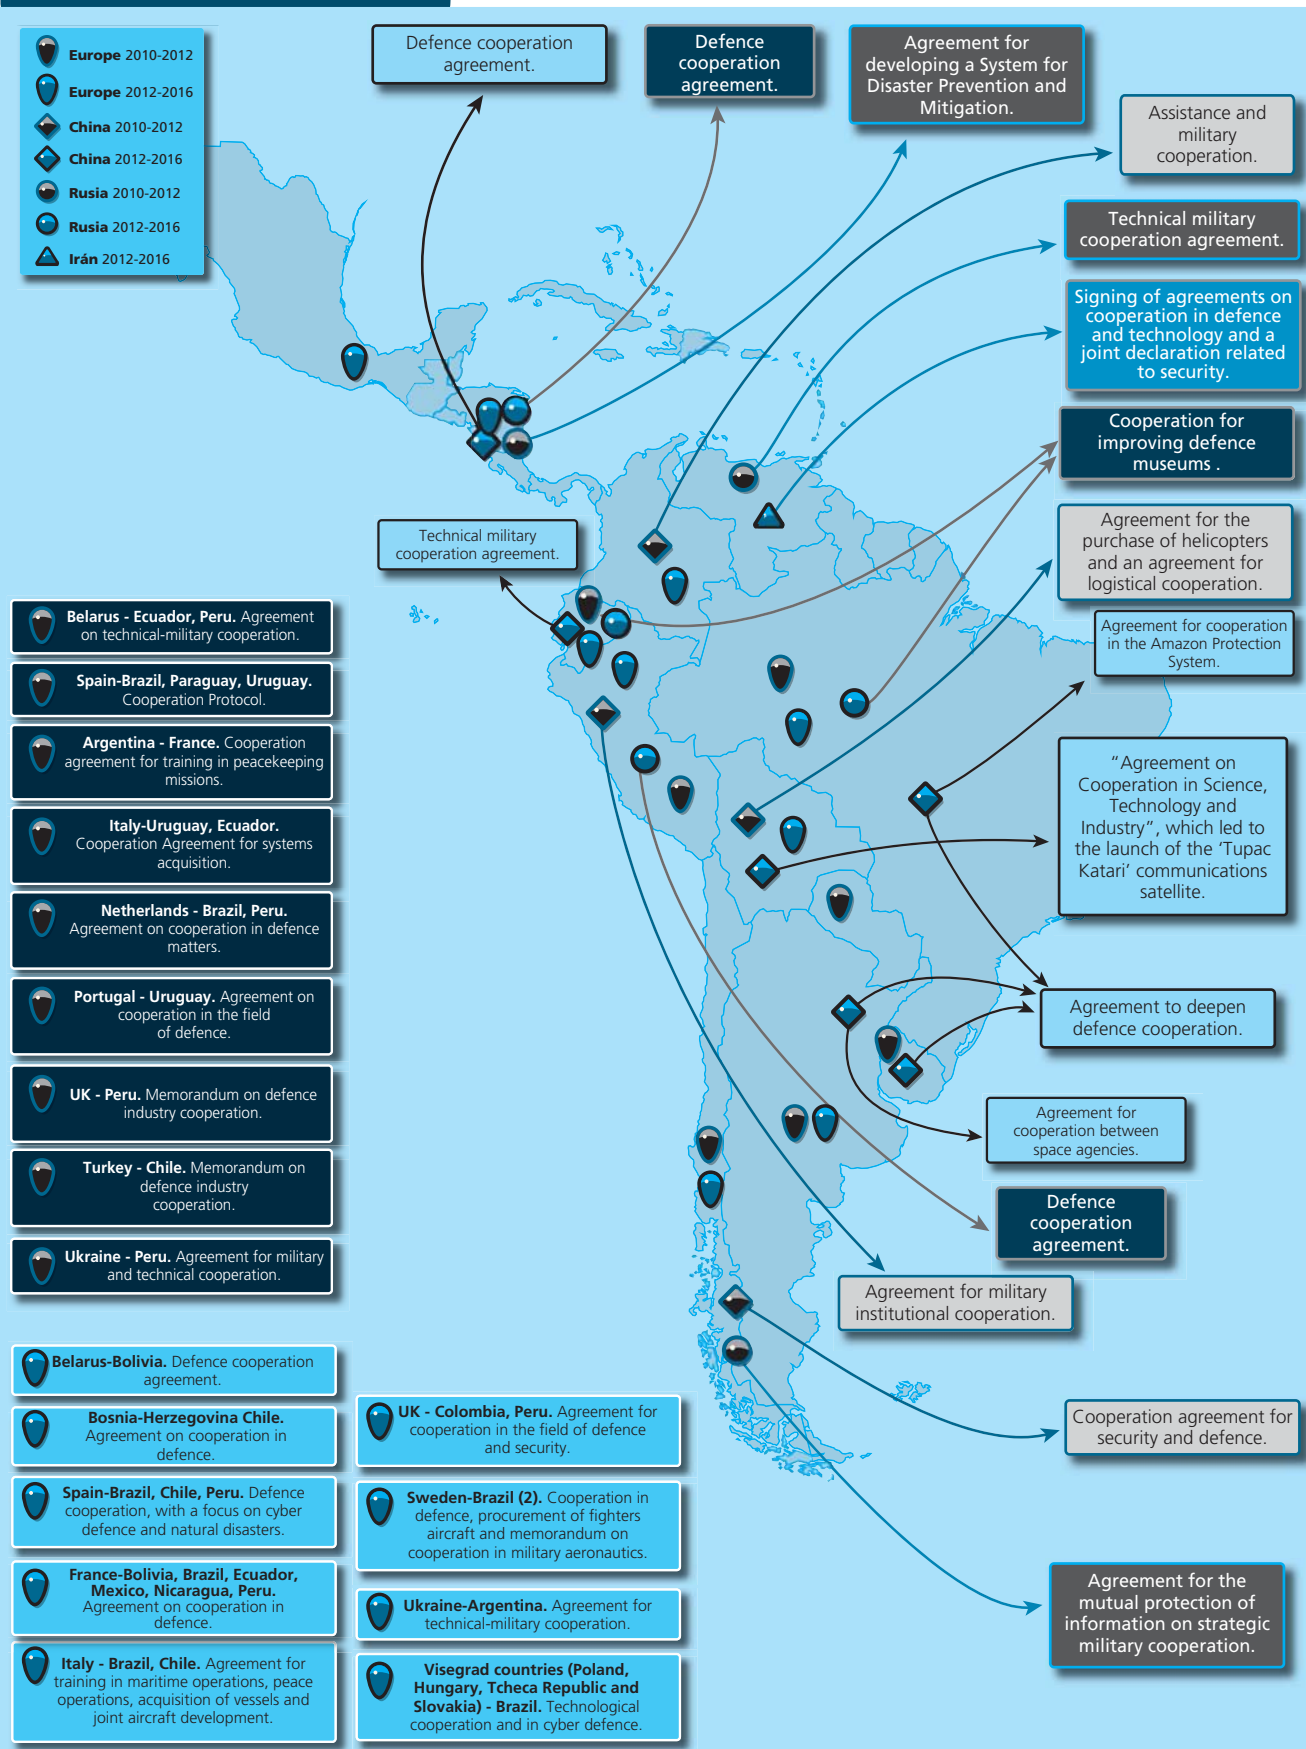 Europe 2010-2012
Europe 2012-2016
China 2010-2012
China 2012-2016
Rusia 2010-2012
Rusia 2012-2016
Irán 2012-2016
Defence cooperation
agreement.
Defence
cooperation
agreement.
Agreement for
developing a System for
Disaster Prevention and
Mitigation.
Assistance and
military
cooperation.
Technical military
cooperation agreement.
Signing of agreements on
cooperation in defence
and technology and a
joint declaration related
to security.
Cooperation for
improving defence
museums .
Agreement for the
purchase of helicopters
and an agreement for
logistical cooperation.
Technical military
cooperation agreement.
Agreement for cooperation
in the Amazon Protection
System.
“Agreement on
Cooperation in Science,
Technology and
Industry”, which led to
the launch of the ‘Tupac
Katari’ communications
satellite.
Agreement to deepen
defence cooperation.
Agreement for
cooperation between
space agencies.
Defence
cooperation
agreement.
Agreement for military
institutional cooperation.
Cooperation agreement for
security and defence.
Agreement for the
mutual protection of
information on strategic
military cooperation.
Belarus - Ecuador, Peru. Agreement
on technical-military cooperation.
Spain-Brazil, Paraguay, Uruguay.
Cooperation Protocol.
Argentina - France. Cooperation
agreement for training in peacekeeping
missions.
Italy-Uruguay, Ecuador.
Cooperation Agreement for systems
acquisition.
Netherlands - Brazil, Peru.
Agreement on cooperation in defence
matters.
Portugal - Uruguay. Agreement on
cooperation in the field
of defence.
UK - Peru. Memorandum on defence
industry cooperation.
Turkey - Chile. Memorandum on
defence industry
cooperation.
Ukraine - Peru. Agreement for military
and technical cooperation.
Belarus-Bolivia. Defence cooperation
agreement.
Bosnia-Herzegovina Chile.
Agreement on cooperation in
defence.
Spain-Brazil, Chile, Peru. Defence
cooperation, with a focus on cyber
defence and natural disasters.
France-Bolivia, Brazil, Ecuador,
Mexico, Nicaragua, Peru.
Agreement on cooperation in
defence.
Italy - Brazil, Chile. Agreement for
training in maritime operations, peace
operations, acquisition of vessels and
joint aircraft development.
UK - Colombia, Peru. Agreement for
cooperation in the field of defence
and security.
Sweden-Brazil (2). Cooperation in
defence, procurement of fighters
aircraft and memorandum on
cooperation in military aeronautics.
Ukraine-Argentina. Agreement for
technical-military cooperation.
Visegrad countries (Poland,
Hungary, Tcheca Republic and
Slovakia) - Brazil. Technological
cooperation and in cyber defence.